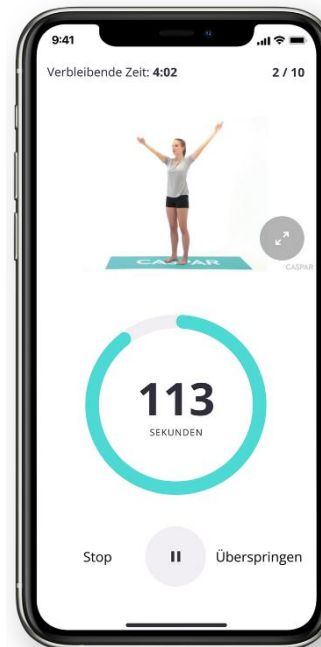 9:41
Verbleibende Zeit: 4:02 2 / 10
CASPAR
CASPAR
113
SEKUNDEN
Stop Überspringen